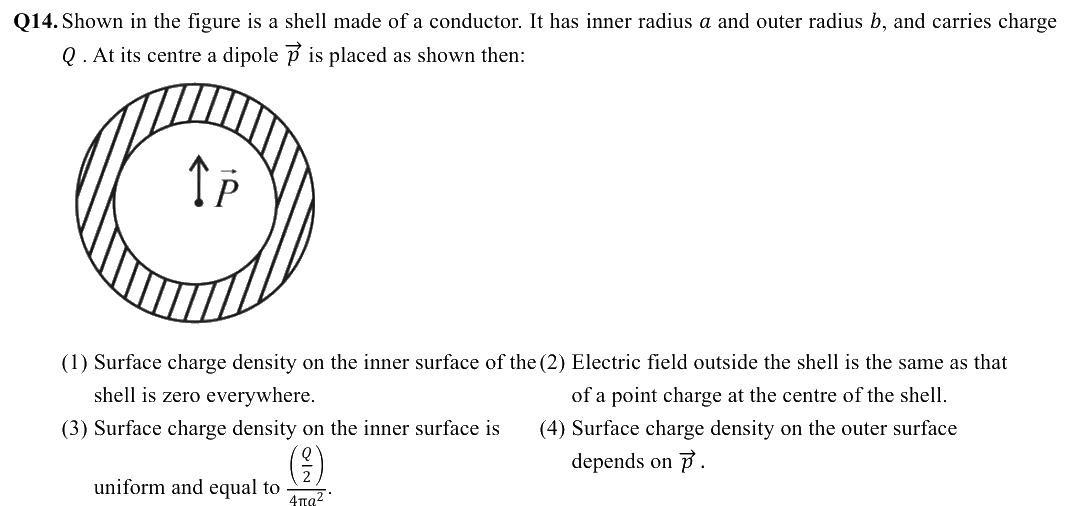 Q14. Shown in the figure is a shell made of a conductor. It has inner radius a and outer radius b, and carries charge
Q . At its centre a dipole p⃗ is placed as shown then:
P⃗
(1) Surface charge density on the inner surface of the
shell is zero everywhere.
(2) Electric field outside the shell is the same as that
of a point charge at the centre of the shell.
(3) Surface charge density on the inner surface is
uniform and equal to (Q/2)/4πa².
(4) Surface charge density on the outer surface
depends on p⃗ .